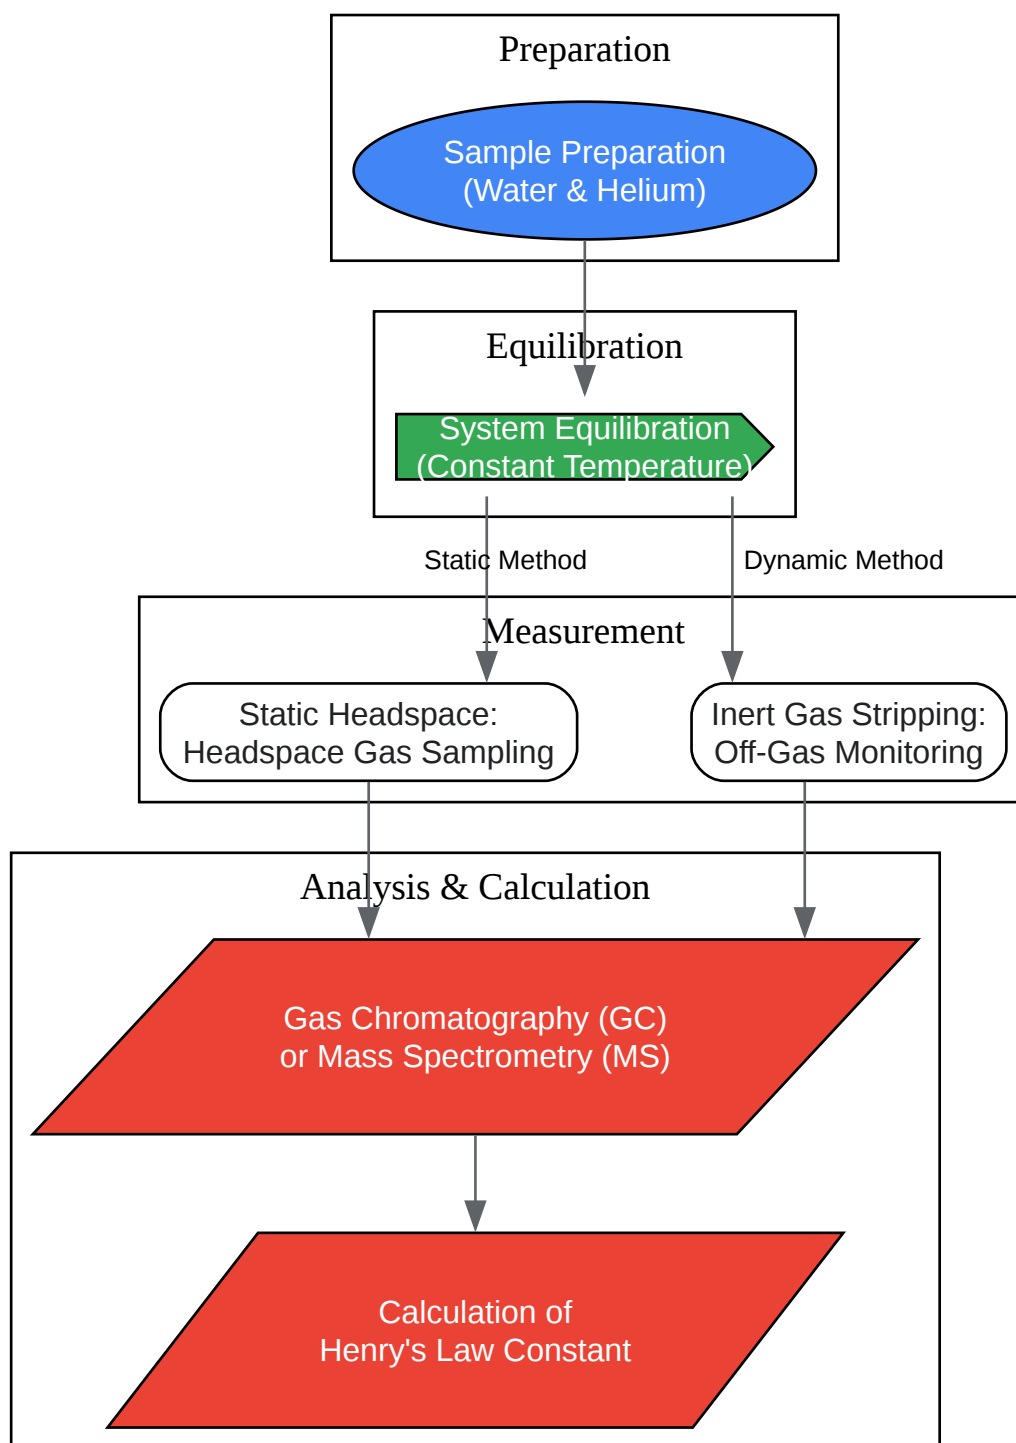 Preparation
Sample Preparation
(Water & Helium)
Equilibration
System Equilibration
(Constant Temperature)
Static Method
Dynamic Method
Measurement
Static Headspace:
Headspace Gas Sampling
Inert Gas Stripping:
Off-Gas Monitoring
Analysis & Calculation
Gas Chromatography (GC)
or Mass Spectrometry (MS)
Calculation of
Henry's Law Constant